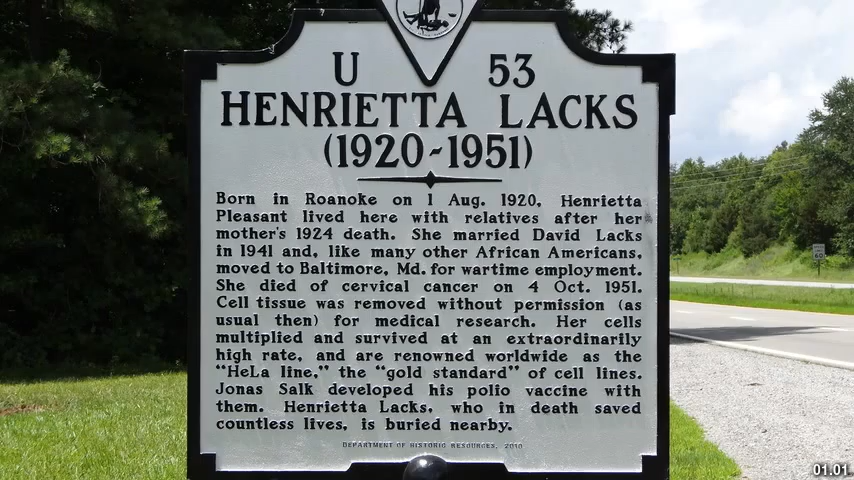 U 53
HENRIETTA LACKS
(1920-1951)
Born in Roanoke on 1 Aug. 1920, Henrietta
Pleasant lived here with relatives after her
mother's 1924 death. She married David Lacks
in 1941 and, like many other African Americans,
moved to Baltimore, Md. for wartime employment.
She died of cervical cancer on 4 Oct. 1951.
Cell tissue was removed without permission (as
usual then) for medical research. Her cells
multiplied and survived at an extraordinarily
high rate, and are renowned worldwide as the
“HeLa line,” the “gold standard” of cell lines.
Jonas Salk developed his polio vaccine with
them. Henrietta Lacks, who in death saved
countless lives, is buried nearby.
DEPARTMENT OF HISTORIC RESOURCES, 2010
60
01.01